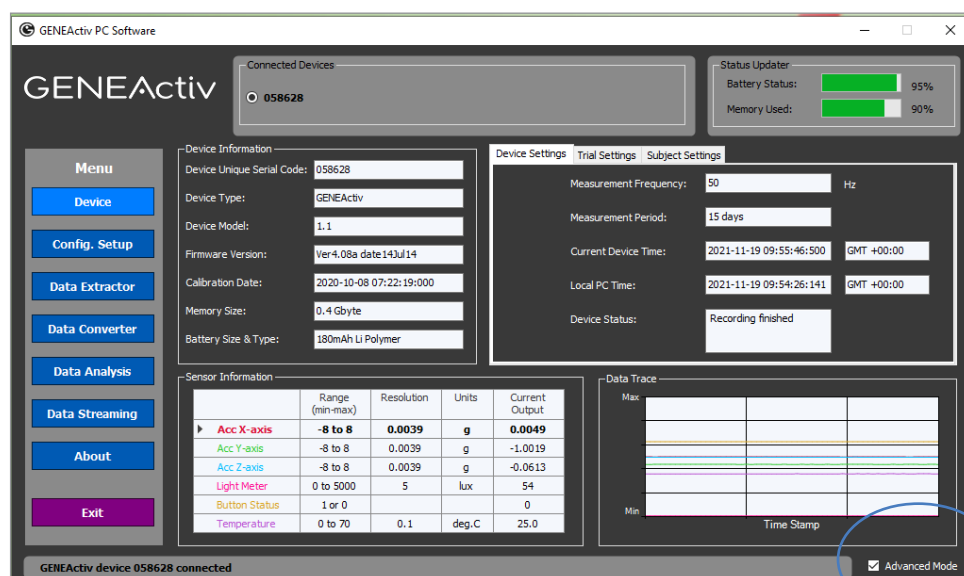 GENEActiv PC Software
GENEActiv
Connected Devices
058628
Status Updater
Battery Status: 95%
Memory Used: 90%
Menu
Device
Config. Setup
Data Extractor
Data Converter
Data Analysis
Data Streaming
About
Exit
Device Information
Device Unique Serial Code: 058628
Device Type: GENEActiv
Device Model: 1.1
Firmware Version: Ver4.08a date14Jul14
Calibration Date: 2020-10-08 07:22:19:000
Memory Size: 0.4 Gbyte
Battery Size & Type: 180mAh Li Polymer
Device Settings Trial Settings Subject Settings
Measurement Frequency: 50 Hz
Measurement Period: 15 days
Current Device Time: 2021-11-19 09:55:46:500 GMT +00:00
Local PC Time: 2021-11-19 09:54:26:141 GMT +00:00
Device Status: Recording finished
Sensor Information
Range (min-max) Resolution Units Current Output
Acc X-axis -8 to 8 0.0039 g 0.0049
Acc Y-axis -8 to 8 0.0039 g -1.0019
Acc Z-axis -8 to 8 0.0039 g -0.0613
Light Meter 0 to 5000 5 lux 54
Button Status 1 or 0 0
Temperature 0 to 70 0.1 deg.C 25.0
Data Trace
Max
Min
Time Stamp
GENEActiv device 058628 connected
Advanced Mode